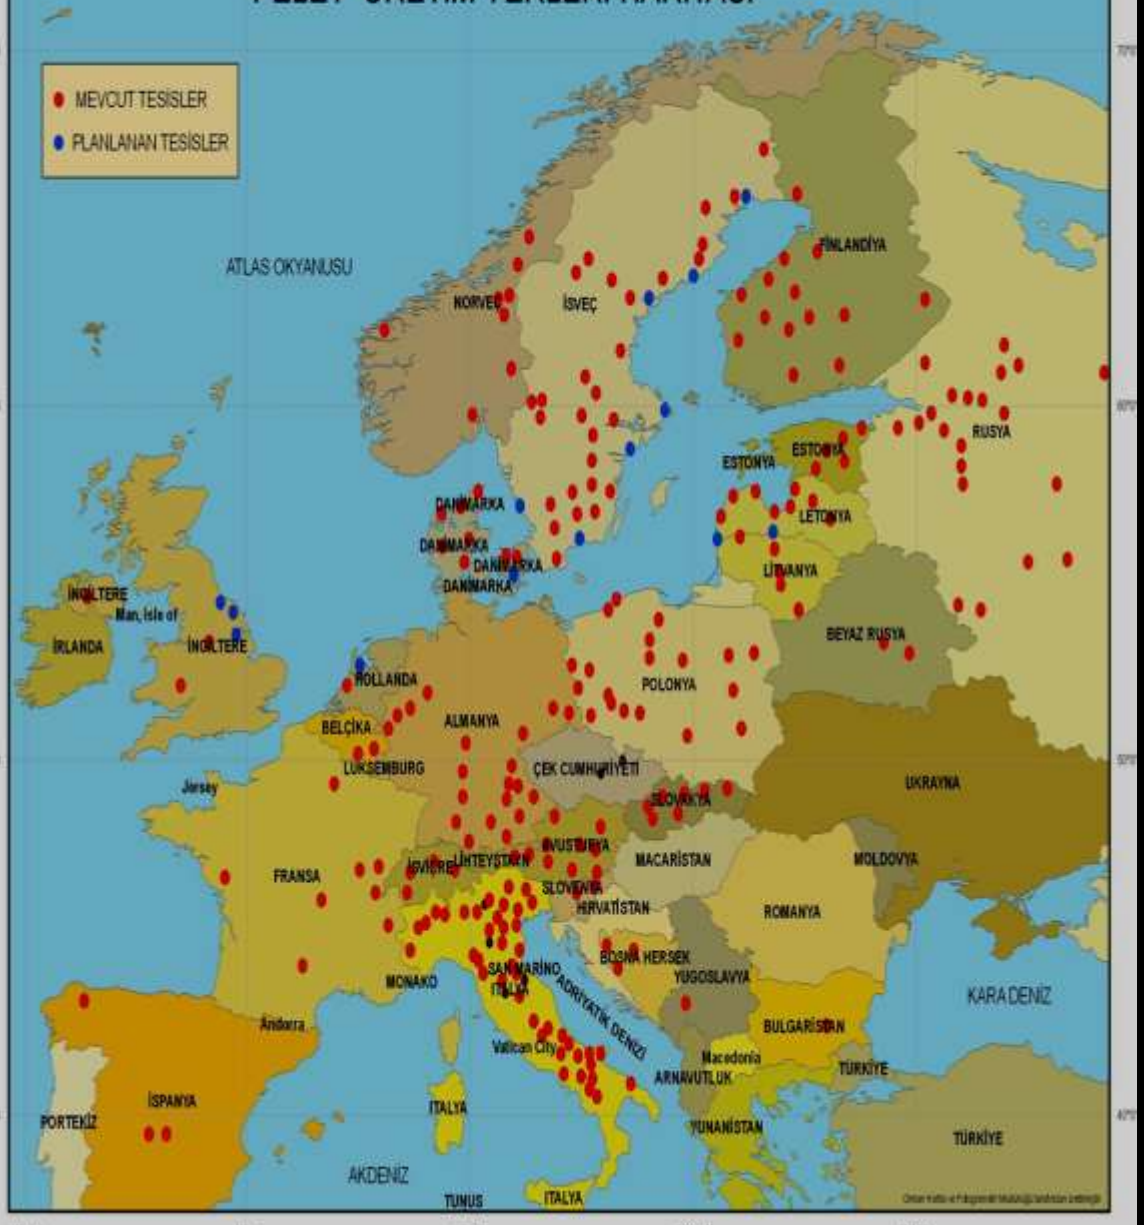 MEVCUT TESİSLER
PLANLANAN TESİSLER
ATLAS OKYANUSU
FİNLANDİYA
NORVEÇ
İSVEÇ
RUSYA
ESTONYA
ESTONYA
DANİMARKA
LETONYA
DANİMARKA
DANİMARKA
LİTVANYA
DANİMARKA
İNGİLTERE
Man, Isle of
İRLANDA
İNGİLTERE
BEYAZ RUSYA
HOLLANDA
POLONYA
BELÇİKA
ALMANYA
LÜKSEMBURG
ÇEK CUMHURİYETİ
UKRAYNA
Jersey
SLOVAKYA
AVUSTURYA
MACARİSTAN
MOLDOVYA
FRANSA
İSVİÇRE
LİHTEYŞTAYN
SLOVENYA
HIRVATİSTAN
ROMANYA
BOSNA HERSEK
SAN MARİNO
YUGOSLAVYA
MONAKO
İTALYA
ADRİYATİK DENİZİ
KARA DENİZ
Andorra
BULGARİSTAN
Vatican City
Macedonia
TÜRKİYE
ARNAVUTLUK
İSPANYA
İTALYA
PORTEKİZ
YUNANİSTAN
TÜRKİYE
AKDENİZ
TUNUS
İTALYA